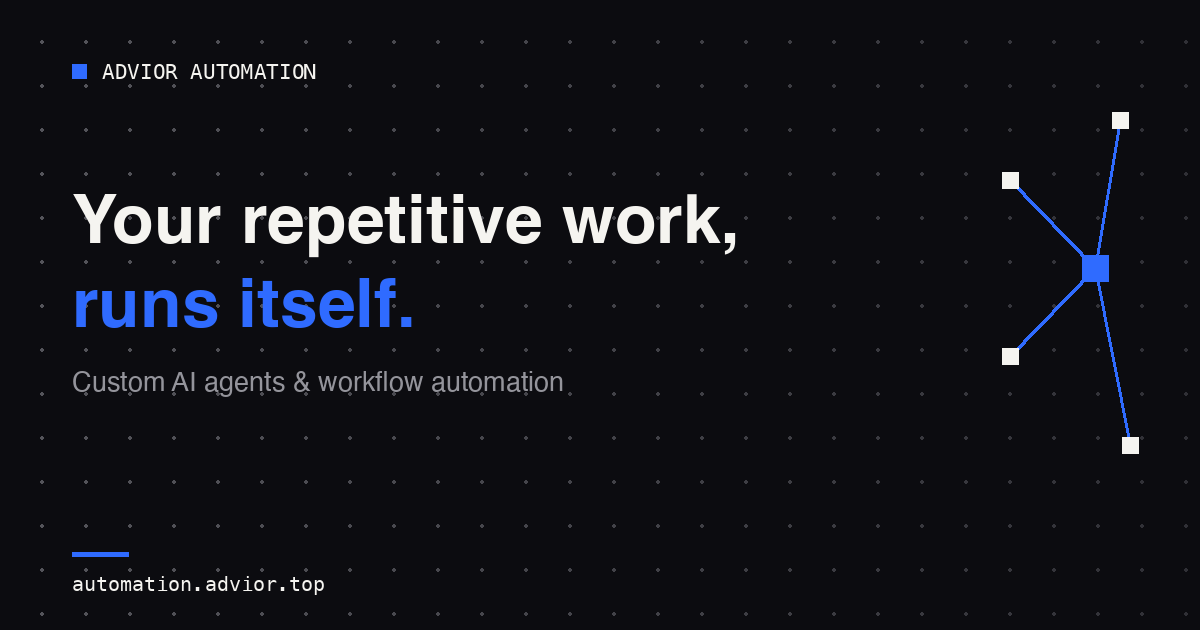 ADVIOR AUTOMATION
Your repetitive work,
runs itself.
Custom AI agents & workflow automation
automation.advior.top